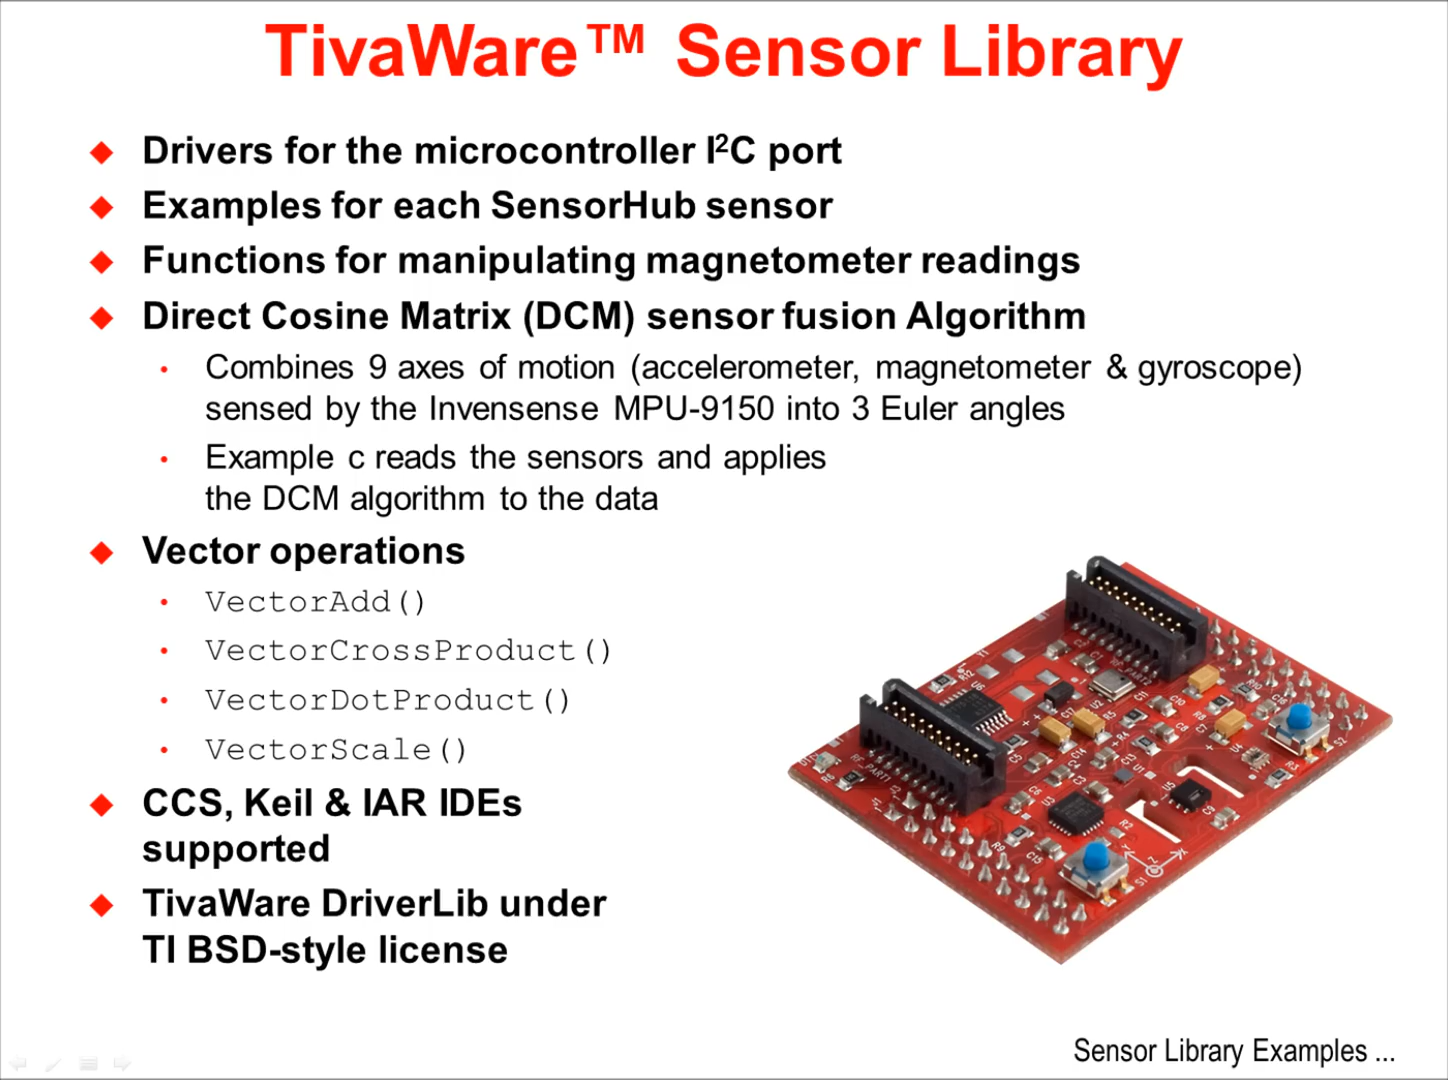 TivaWare™ Sensor Library
Drivers for the microcontroller I²C port
Examples for each SensorHub sensor
Functions for manipulating magnetometer readings
Direct Cosine Matrix (DCM) sensor fusion Algorithm
Combines 9 axes of motion (accelerometer, magnetometer & gyroscope)
sensed by the Invensense MPU-9150 into 3 Euler angles
Example c reads the sensors and applies
the DCM algorithm to the data
Vector operations
VectorAdd()
VectorCrossProduct()
VectorDotProduct()
VectorScale()
CCS, Keil & IAR IDEs
supported
TivaWare DriverLib under
TI BSD-style license
Sensor Library Examples ...